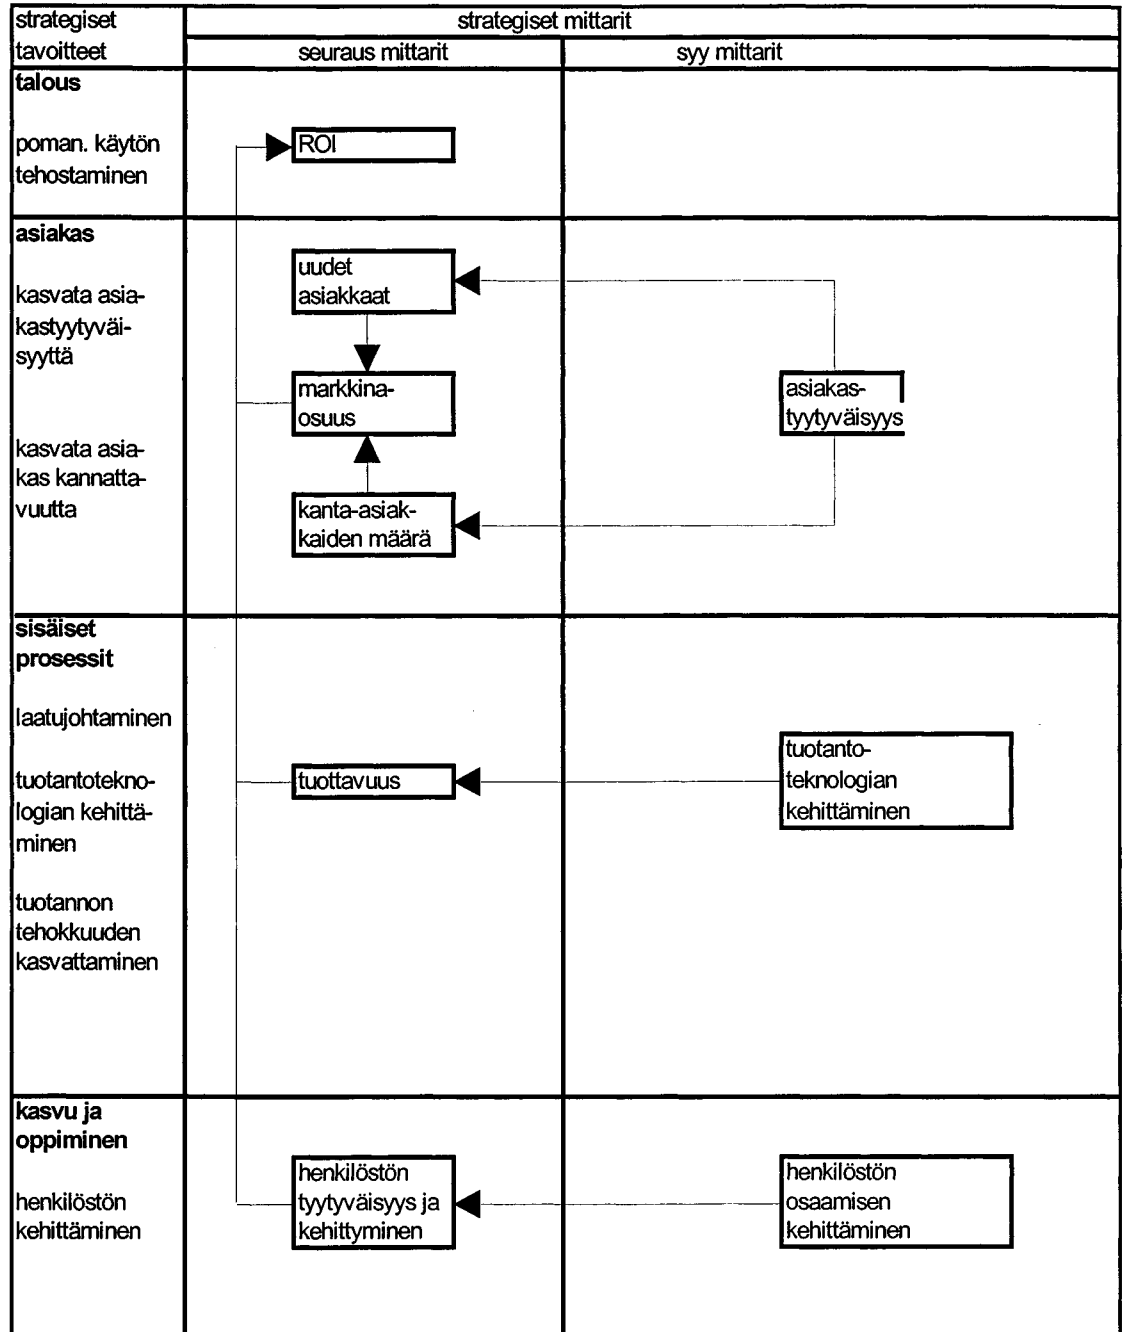 strategiset
tavoitteet
strategiset mittarit
seuraus mittarit
syy mittarit
talous
poman. käytön
tehostaminen
ROI
asiakas
kasvata asia-
kastyytyväi-
syyttä
kasvata asia-
kas kannatta-
vuutta
uudet
asiakkaat
markkina-
osuus
kanta-asiak-
kaiden määrä
asiakas-
tyytyväisyys
sisäiset
prosessit
laatujohtaminen
tuotantotekno-
logian kehittä-
minen
tuotannon
tehokkuuden
kasvattaminen
tuottavuus
tuotanto-
teknologian
kehittäminen
kasvu ja
oppiminen
henkilöstön
kehittäminen
henkilöstön
tyytyväisyys ja
kehittyminen
henkilöstön
osaamisen
kehittäminen